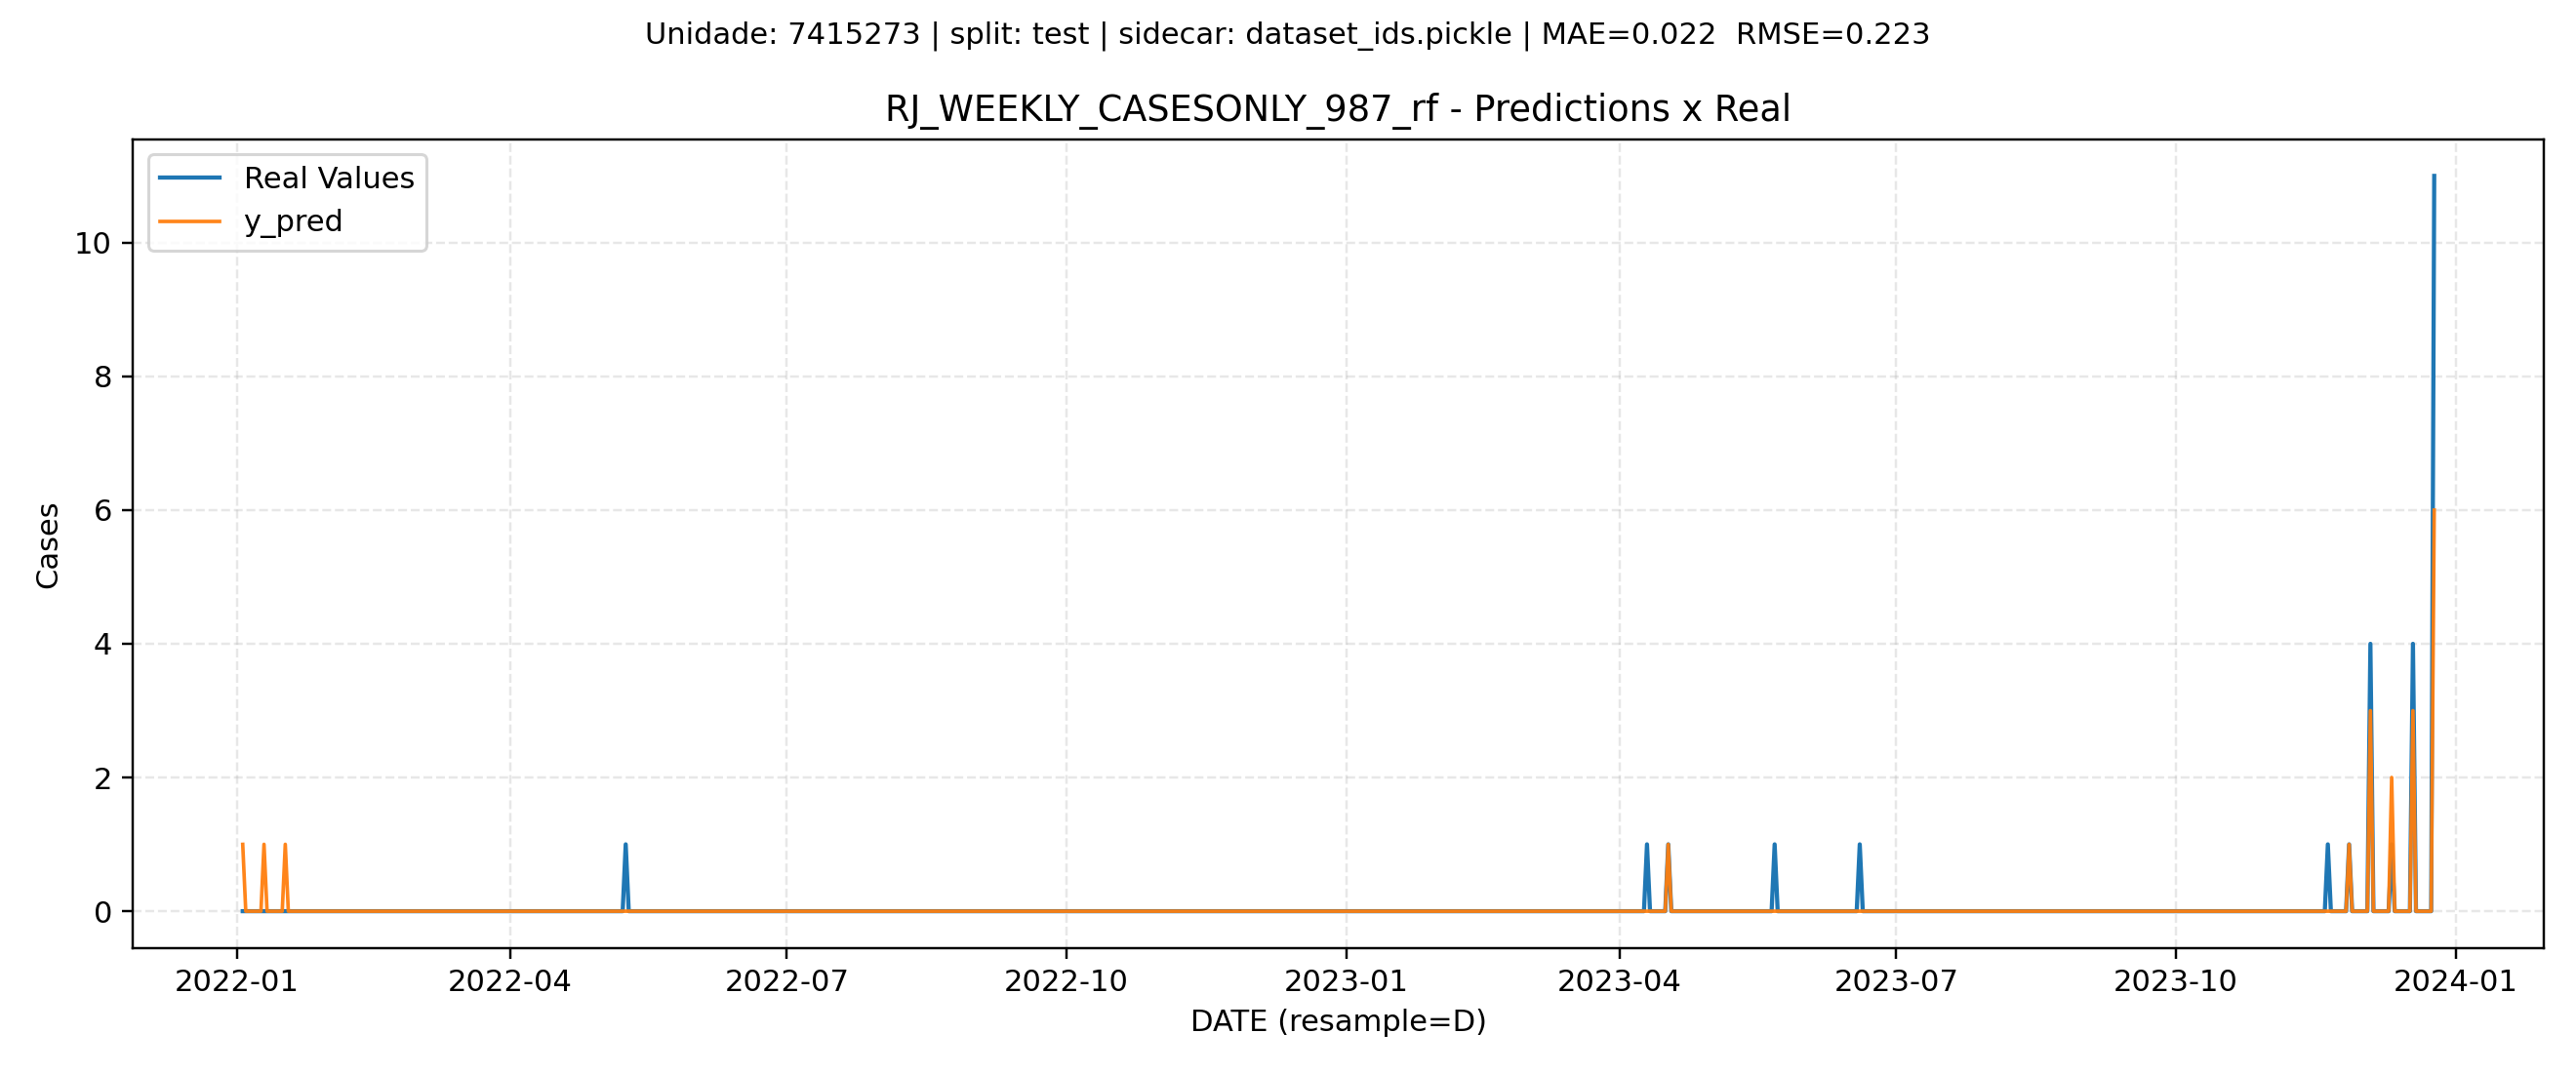 Unidade: 7415273 | split: test | sidecar: dataset_ids.pickle | MAE=0.022  RMSE=0.223
RJ_WEEKLY_CASESONLY_987_rf - Predictions x Real
Real Values
y_pred
10
8
6
4
2
0
Cases
2022-01
2022-04
2022-07
2022-10
2023-01
2023-04
2023-07
2023-10
2024-01
DATE (resample=D)